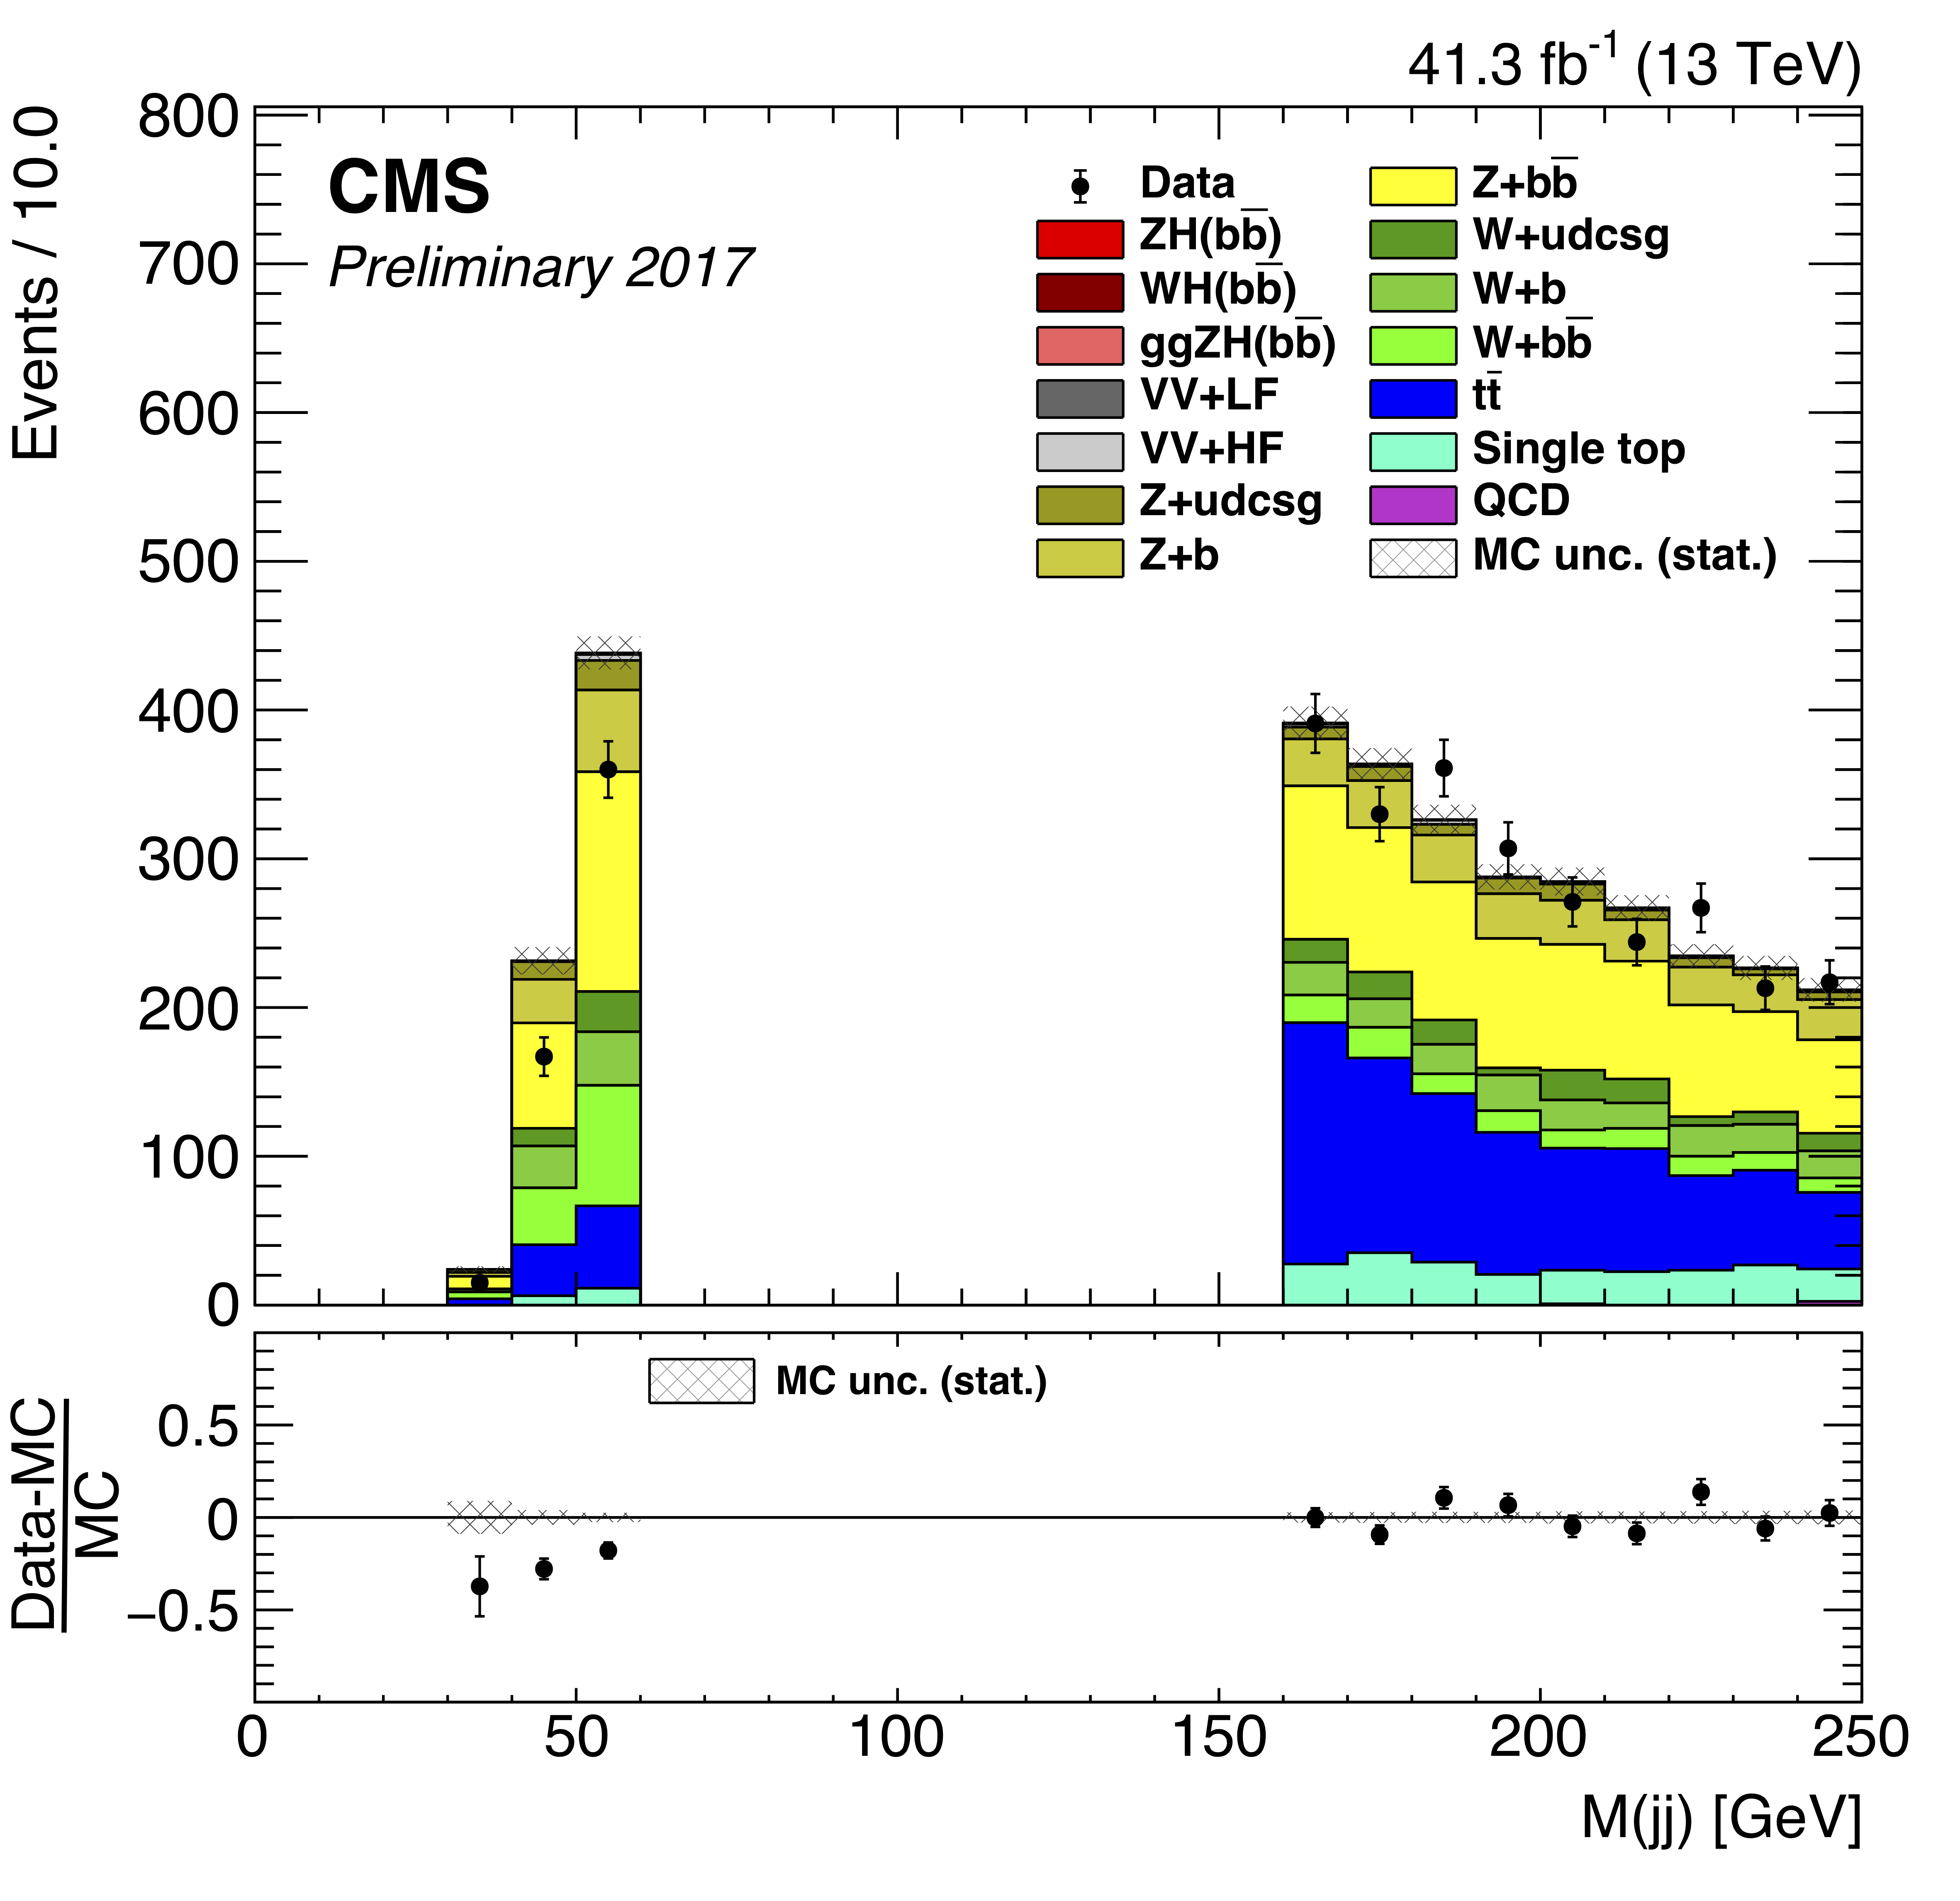 41.3 fb⁻¹ (13 TeV)
Events / 10.0
800
700
600
500
400
300
200
100
0
CMS
Preliminary 2017
Data
ZH(bb̅)
WH(bb̅)
ggZH(bb̅)
VV+LF
VV+HF
Z+udcsg
Z+b
Z+bb̅
W+udcsg
W+b
W+bb̅
tt̅
Single top
QCD
MC unc. (stat.)
Data-MC
MC
0.5
0
−0.5
MC unc. (stat.)
0 50 100 150 200 250
M(jj) [GeV]